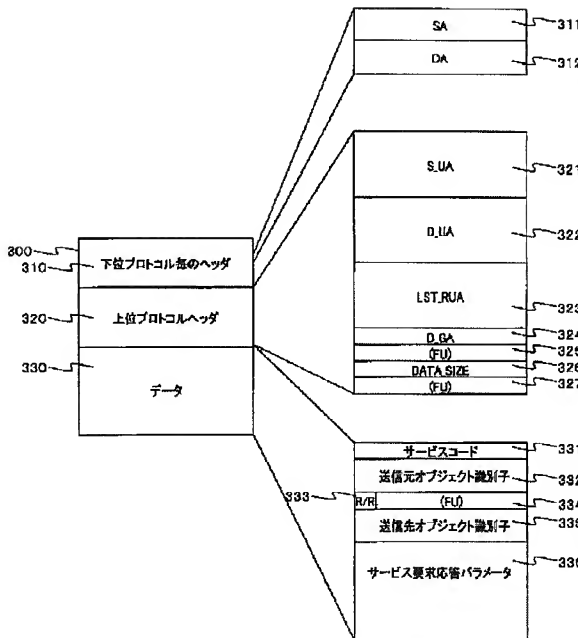 SA
311
DA
312
S_UA
321
D_UA
322
LST_RUA
323
D_GA
324
(FU)
325
DATA_SIZE
326
(FU)
327
300
310
下位プロトコル毎のヘッダ
320
上位プロトコルヘッダ
330
データ
サービスコード
331
送信元オブジェクト識別子
332
333
R/R
(FU)
334
送信先オブジェクト識別子
335
サービス要求応答パラメータ
336